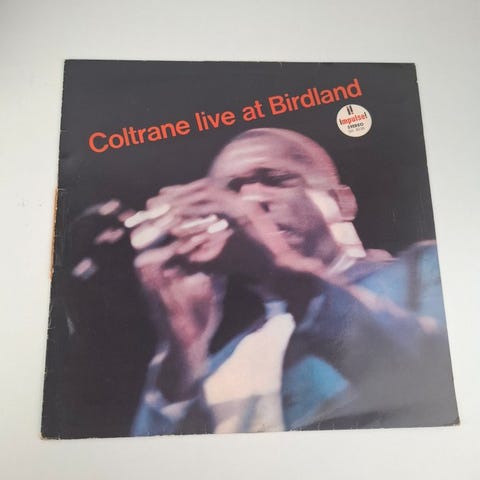 Coltrane live at Birdland
impulse!
STEREO